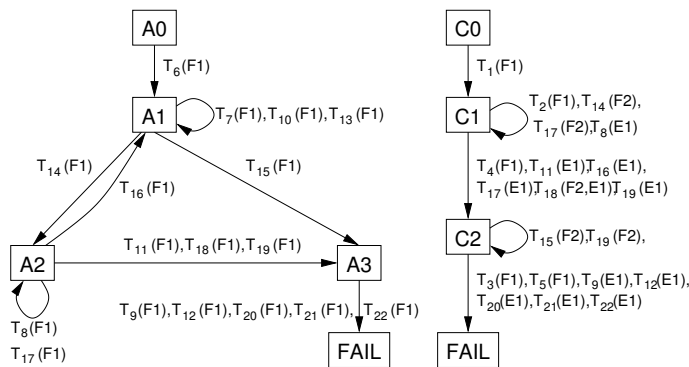 A0
T6(F1)
A1
T7(F1),T10(F1),T13(F1)
T14(F1)
T16(F1)
T15(F1)
A2
T11(F1),T18(F1),T19(F1)
A3
T8(F1)
T17(F1)
T9(F1),T12(F1),T20(F1),T21(F1),T22(F1)
FAIL
C0
T1(F1)
C1
T2(F1),T14(F2),
T17(F2),T8(E1)
T4(F1),T11(E1),T16(E1),
T17(E1),T18(F2,E1),T19(E1)
C2
T15(F2),T19(F2),
T3(F1),T5(F1),T9(E1),T12(E1),
T20(E1),T21(E1),T22(E1)
FAIL